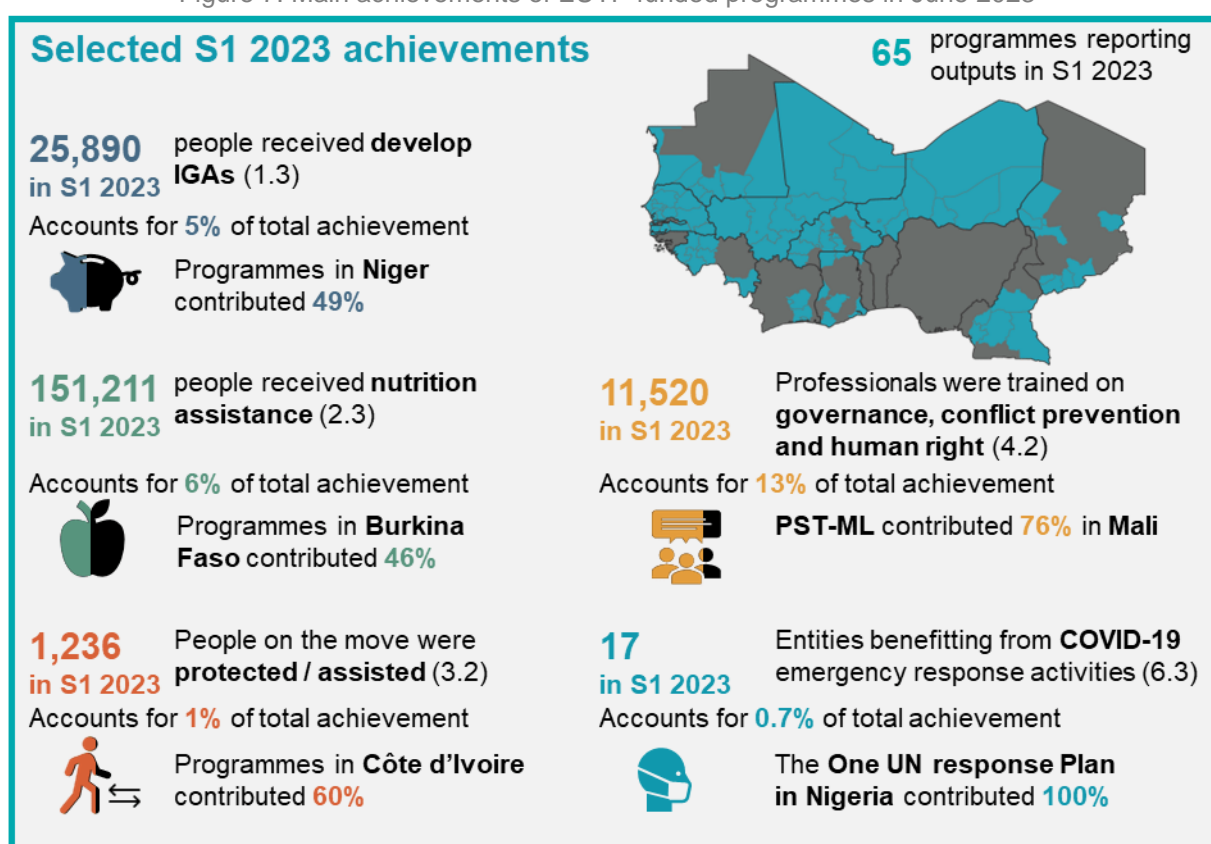 Selected S1 2023 achievements
65 programmes reporting
outputs in S1 2023
25,890 people received develop
in S1 2023 IGAs (1.3)
Accounts for 5% of total achievement
Programmes in Niger
contributed 49%
151,211 people received nutrition
in S1 2023 assistance (2.3)
Accounts for 6% of total achievement
Programmes in Burkina
Faso contributed 46%
1,236 People on the move were
in S1 2023 protected / assisted (3.2)
Accounts for 1% of total achievement
Programmes in Côte d'Ivoire
contributed 60%
11,520 Professionals were trained on
in S1 2023 governance, conflict prevention
and human right (4.2)
Accounts for 13% of total achievement
PST-ML contributed 76% in Mali
17 Entities benefitting from COVID-19
in S1 2023 emergency response activities (6.3)
Accounts for 0.7% of total achievement
The One UN response Plan
in Nigeria contributed 100%